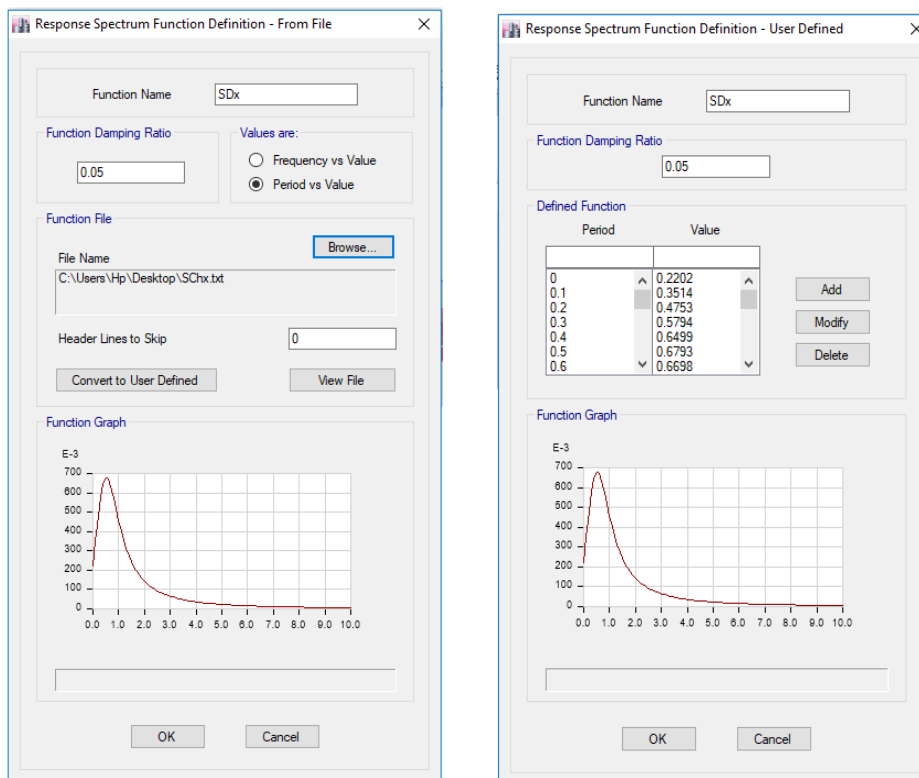 Response Spectrum Function Definition - From File
Function Name SDx
Function Damping Ratio
0.05
Values are:
Frequency vs Value
Period vs Value
Function File
Browse...
File Name
C:\Users\Hp\Desktop\SChx.txt
Header Lines to Skip 0
Convert to User Defined View File
Function Graph
E-3
700
600
500
400
300
200
100
0
0.0 1.0 2.0 3.0 4.0 5.0 6.0 7.0 8.0 9.0 10.0
OK Cancel
Response Spectrum Function Definition - User Defined
Function Name SDx
Function Damping Ratio
0.05
Defined Function
Period Value
0 0.2202
0.1 0.3514
0.2 0.4753
0.3 0.5794
0.4 0.6499
0.5 0.6793
0.6 0.6698
Add
Modify
Delete
Function Graph
E-3
700
600
500
400
300
200
100
0
0.0 1.0 2.0 3.0 4.0 5.0 6.0 7.0 8.0 9.0 10.0
OK Cancel